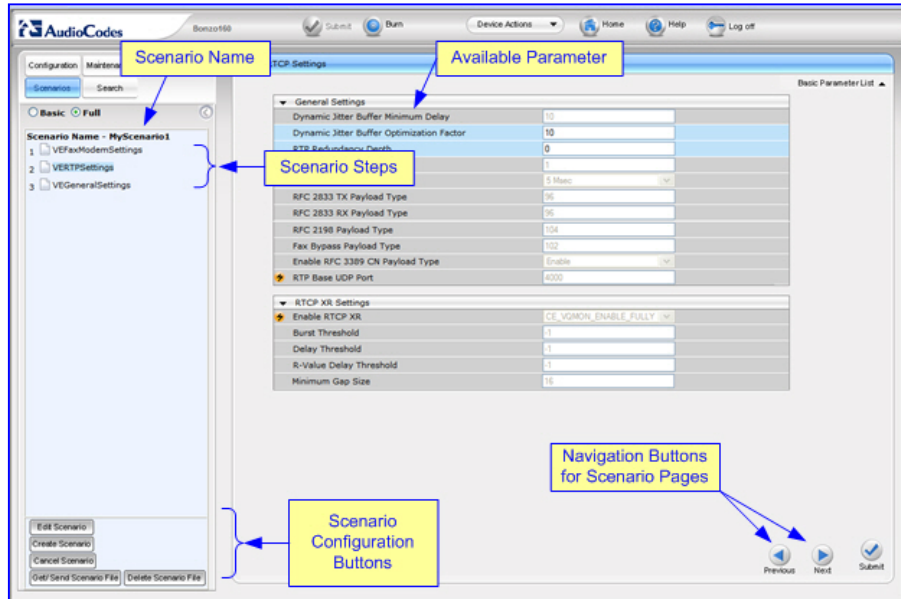 AudioCodes
Bonzo160
Submit
Burn
Device Actions
Home
Help
Log off
Configuration
Scenario Name
Available Parameter
TCP Settings
Scenarios
Search
Basic Parameter List
Basic Full
General Settings
Dynamic Jitter Buffer Minimum Delay 10
Scenario Name - MyScenario1
Dynamic Jitter Buffer Optimization Factor 10
1 VEFaxModemSettings
RTP Redundancy Depth 0
2 VERTPSettings
Scenario Steps
1
3 VEGeneralSettings
5 Msec
RFC 2833 TX Payload Type 96
RFC 2833 RX Payload Type 96
RFC 2198 Payload Type 104
Fax Bypass Payload Type 102
Enable RFC 3389 CN Payload Type Enable
RTP Base UDP Port 4000
RTCP XR Settings
Enable RTCP XR CE_VQMON_ENABLE_FULLY
Burst Threshold -1
Delay Threshold -1
R-Value Delay Threshold -1
Minimum Gap Size 16
Navigation Buttons
for Scenario Pages
Scenario
Configuration
Buttons
Edit Scenario
Create Scenario
Cancel Scenario
Get/Send Scenario File
Delete Scenario File
Previous
Next
Submit